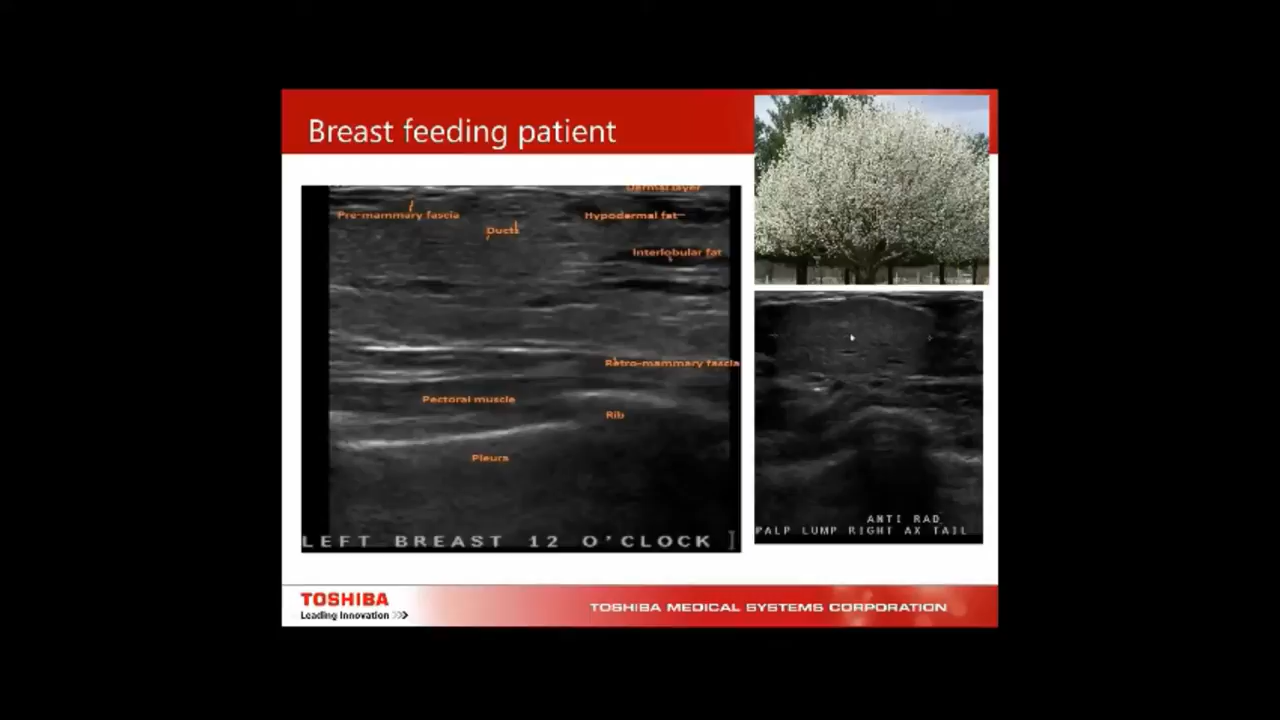 Breast feeding patient
Dermal layer
Pre-mammary fascia
Hypodermal fat
Ducts
Interlobular fat
Retro-mammary fascia
Pectoral muscle
Rib
Pleura
LEFT BREAST 12 O'CLOCK
ANTI RAD
PALP LUMP RIGHT AX TAIL
TOSHIBA
Leading Innovation >>>
TOSHIBA MEDICAL SYSTEMS CORPORATION